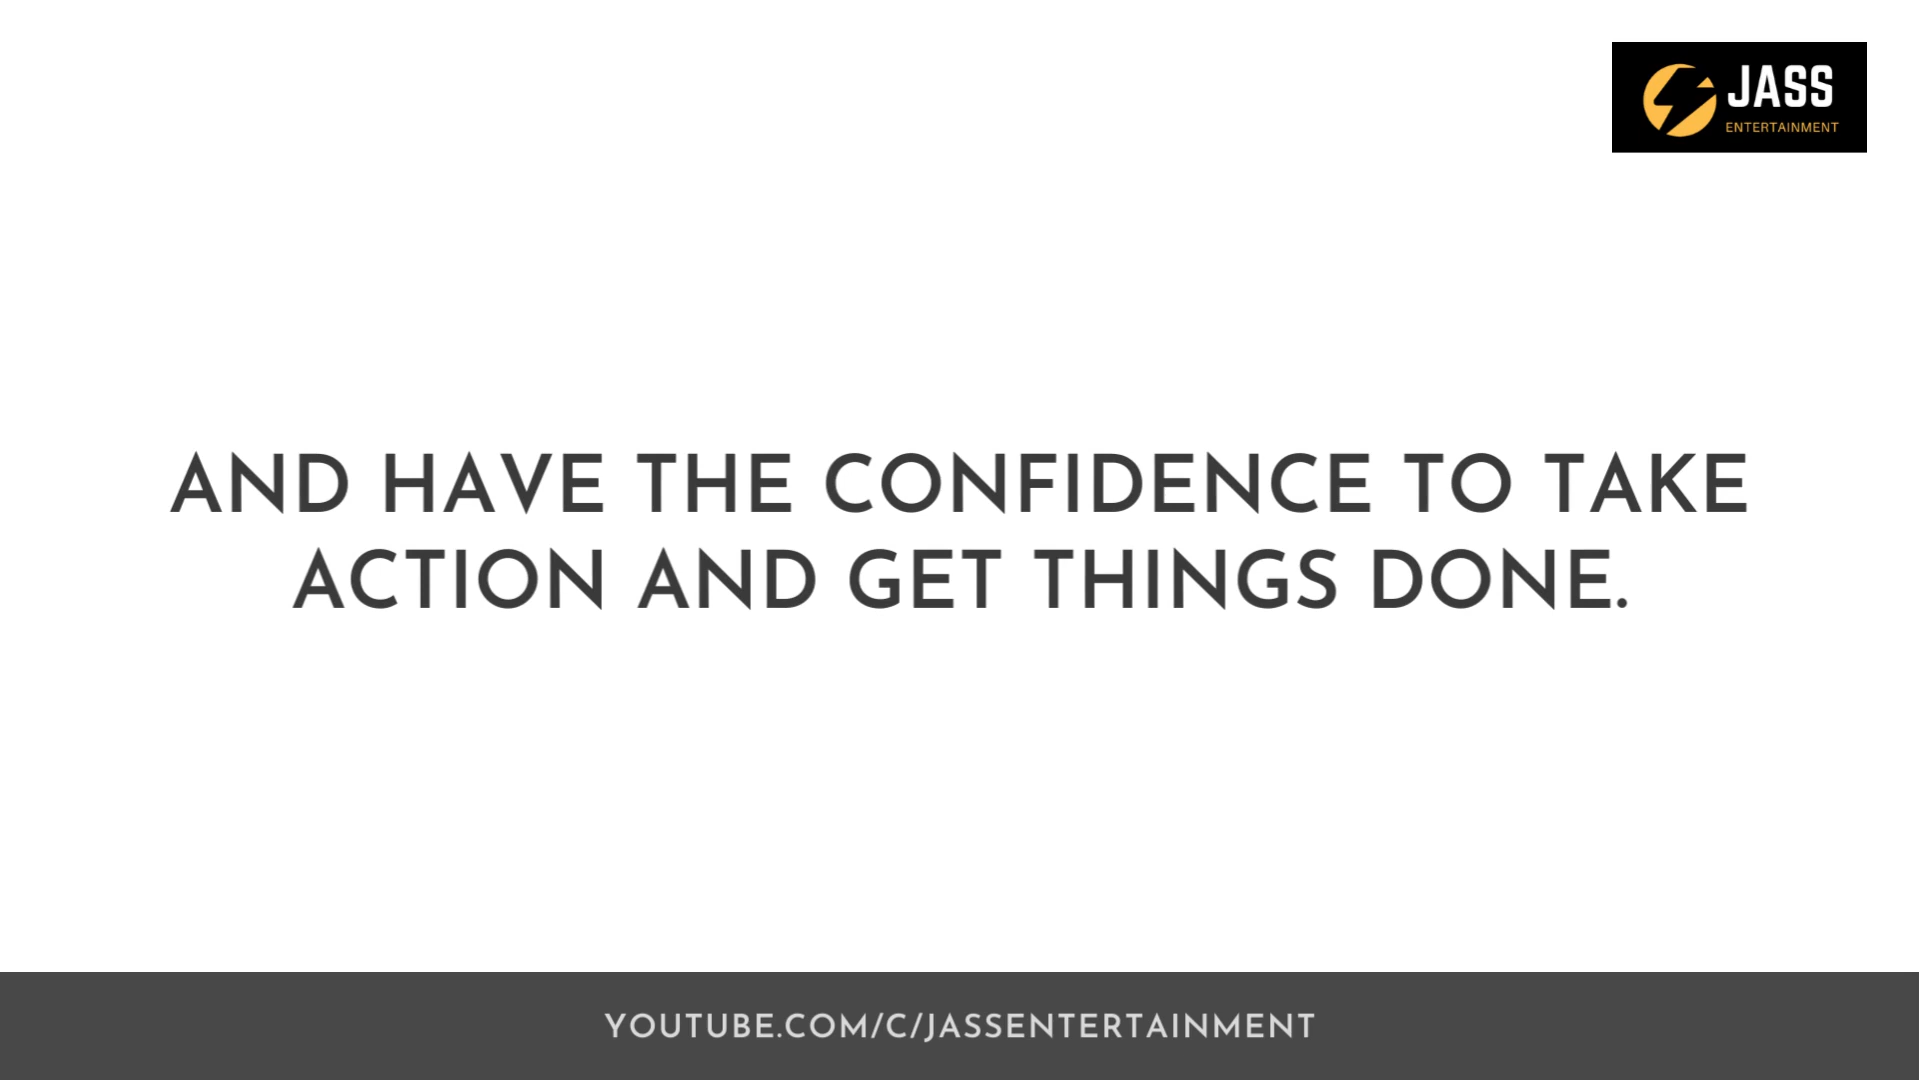 JASS
ENTERTAINMENT
AND HAVE THE CONFIDENCE TO TAKE
ACTION AND GET THINGS DONE.
YOUTUBE.COM/C/JASSENTERTAINMENT